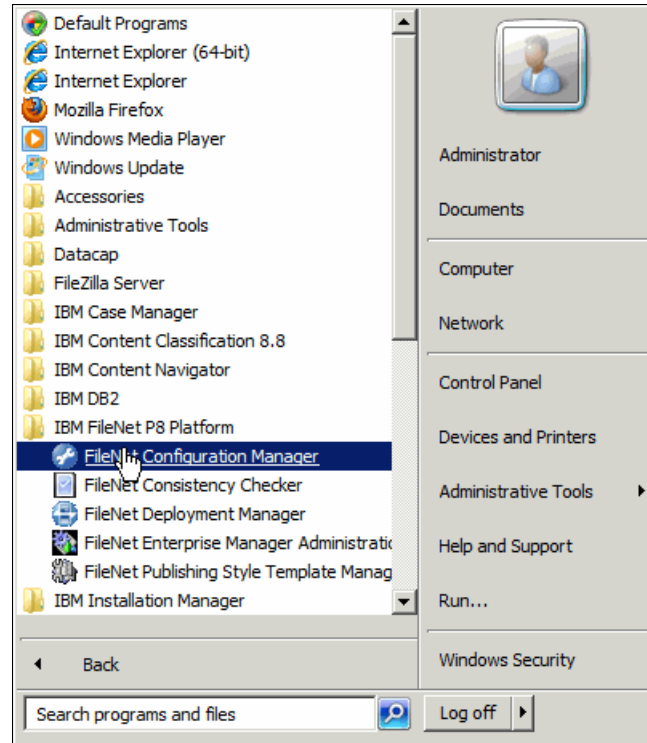 Default Programs
Internet Explorer (64-bit)
Internet Explorer
Mozilla Firefox
Windows Media Player
Windows Update
Accessories
Administrative Tools
Datacap
FileZilla Server
IBM Case Manager
IBM Content Classification 8.8
IBM Content Navigator
IBM DB2
IBM FileNet P8 Platform
FileNet Configuration Manager
FileNet Consistency Checker
FileNet Deployment Manager
FileNet Enterprise Manager Administratic
FileNet Publishing Style Template Manag
IBM Installation Manager
Back
Search programs and files
Administrator
Documents
Computer
Network
Control Panel
Devices and Printers
Administrative Tools
Help and Support
Run...
Windows Security
Log off